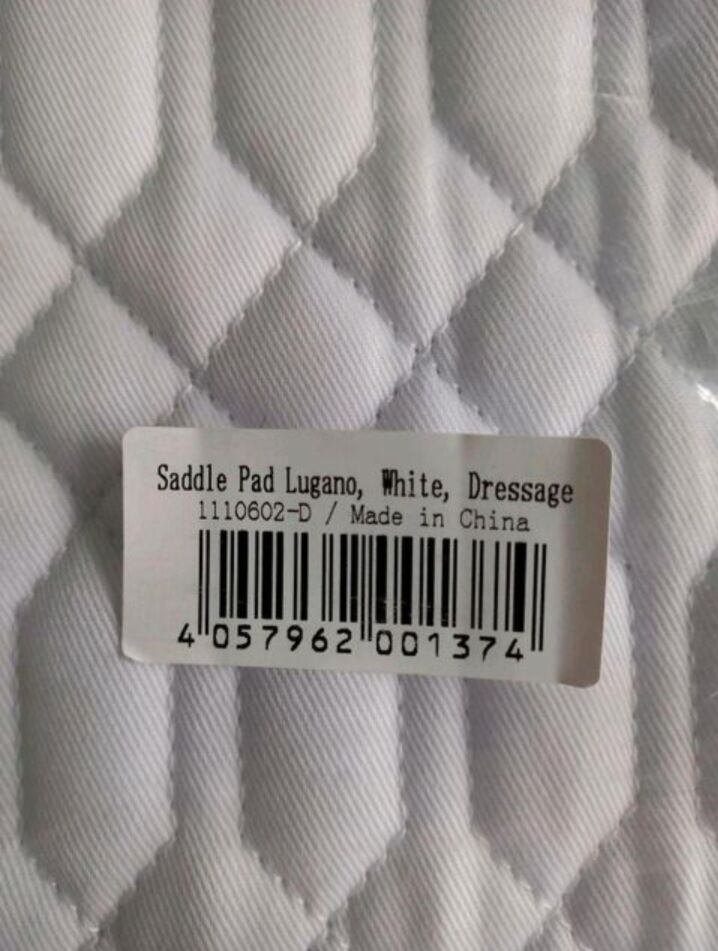 Saddle Pad Lugano, White, Dressage
1110602-D / Made in China
4 057962 001374